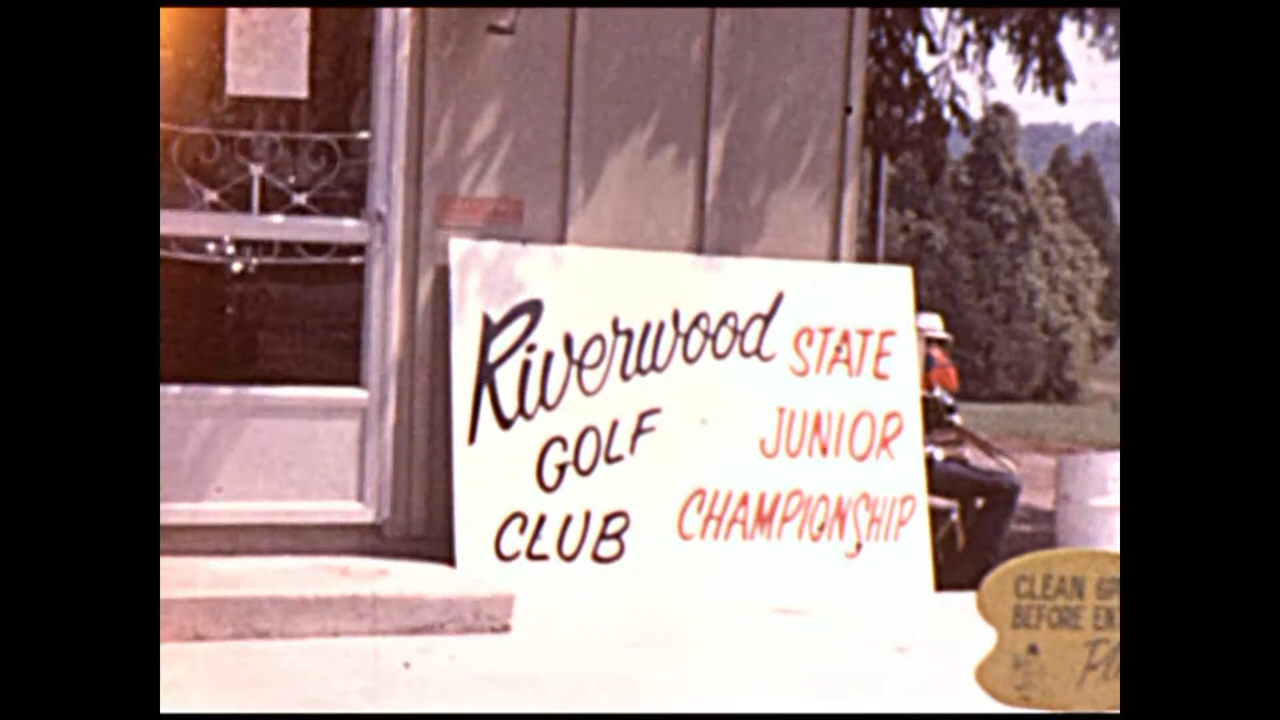 Riverwood
GOLF
CLUB
STATE
JUNIOR
CHAMPIONSHIP
CLEAN
BEFORE